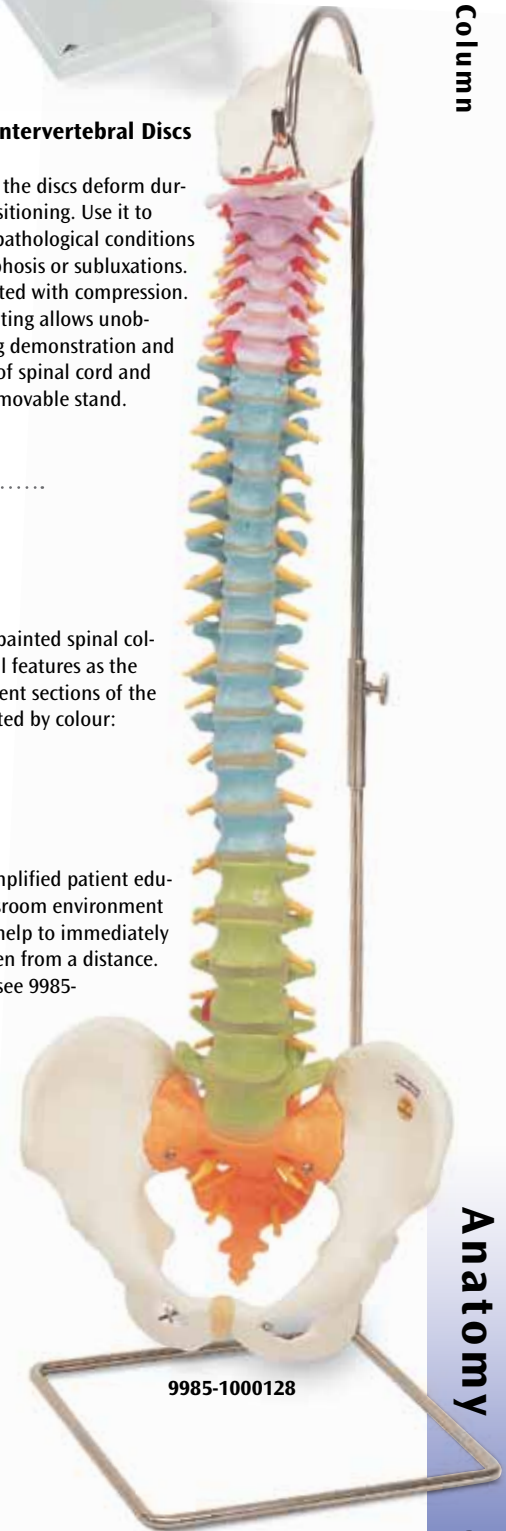 Column
ntervertebral Discs
the discs deform dur-
sitioning. Use it to
pathological conditions
phosis or subluxations.
ted with compression.
ting allows unob-
g demonstration and
of spinal cord and
movable stand.
painted spinal col-
l features as the
ent sections of the
ted by colour:
mplified patient edu-
sroom environment
help to immediately
en from a distance.
see 9985-
9985-1000128
Anatomy